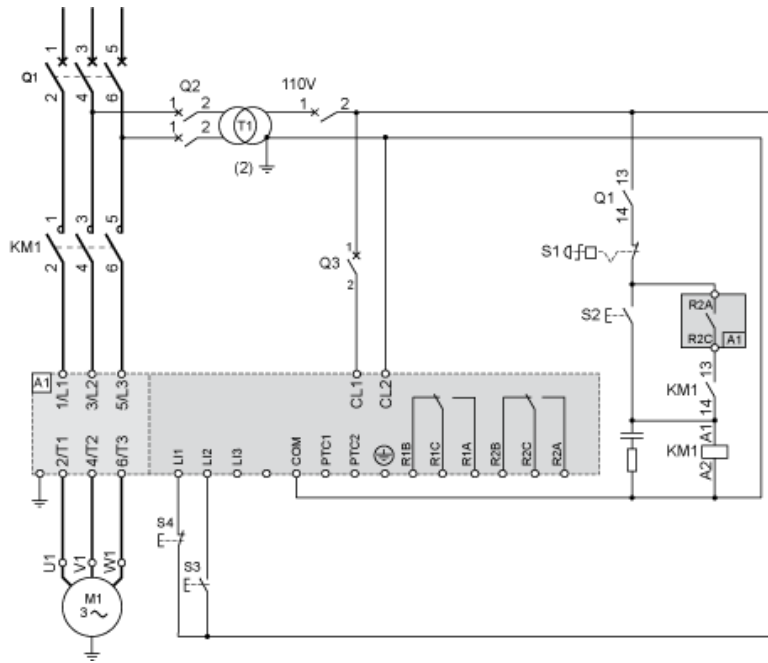 1 3 5
Q1
2 4 6
Q2
1 2
1 2
T1
(2)
110V
1 2
1 3 5
KM1
2 4 6
1
Q3
2
13
Q1
14
S1
S2
R2A
R2C
A1
13
KM1
14
A1
KM1
A2
A1
1/L1 3/L2 5/L3
CL1 CL2
2/T1 4/T2 6/T3
LI1 LI2 LI3 COM PTC1 PTC2 R1B R1C R1A R2B R2C R2A
S4
S3
U1 V1 W1
M1
3 ~